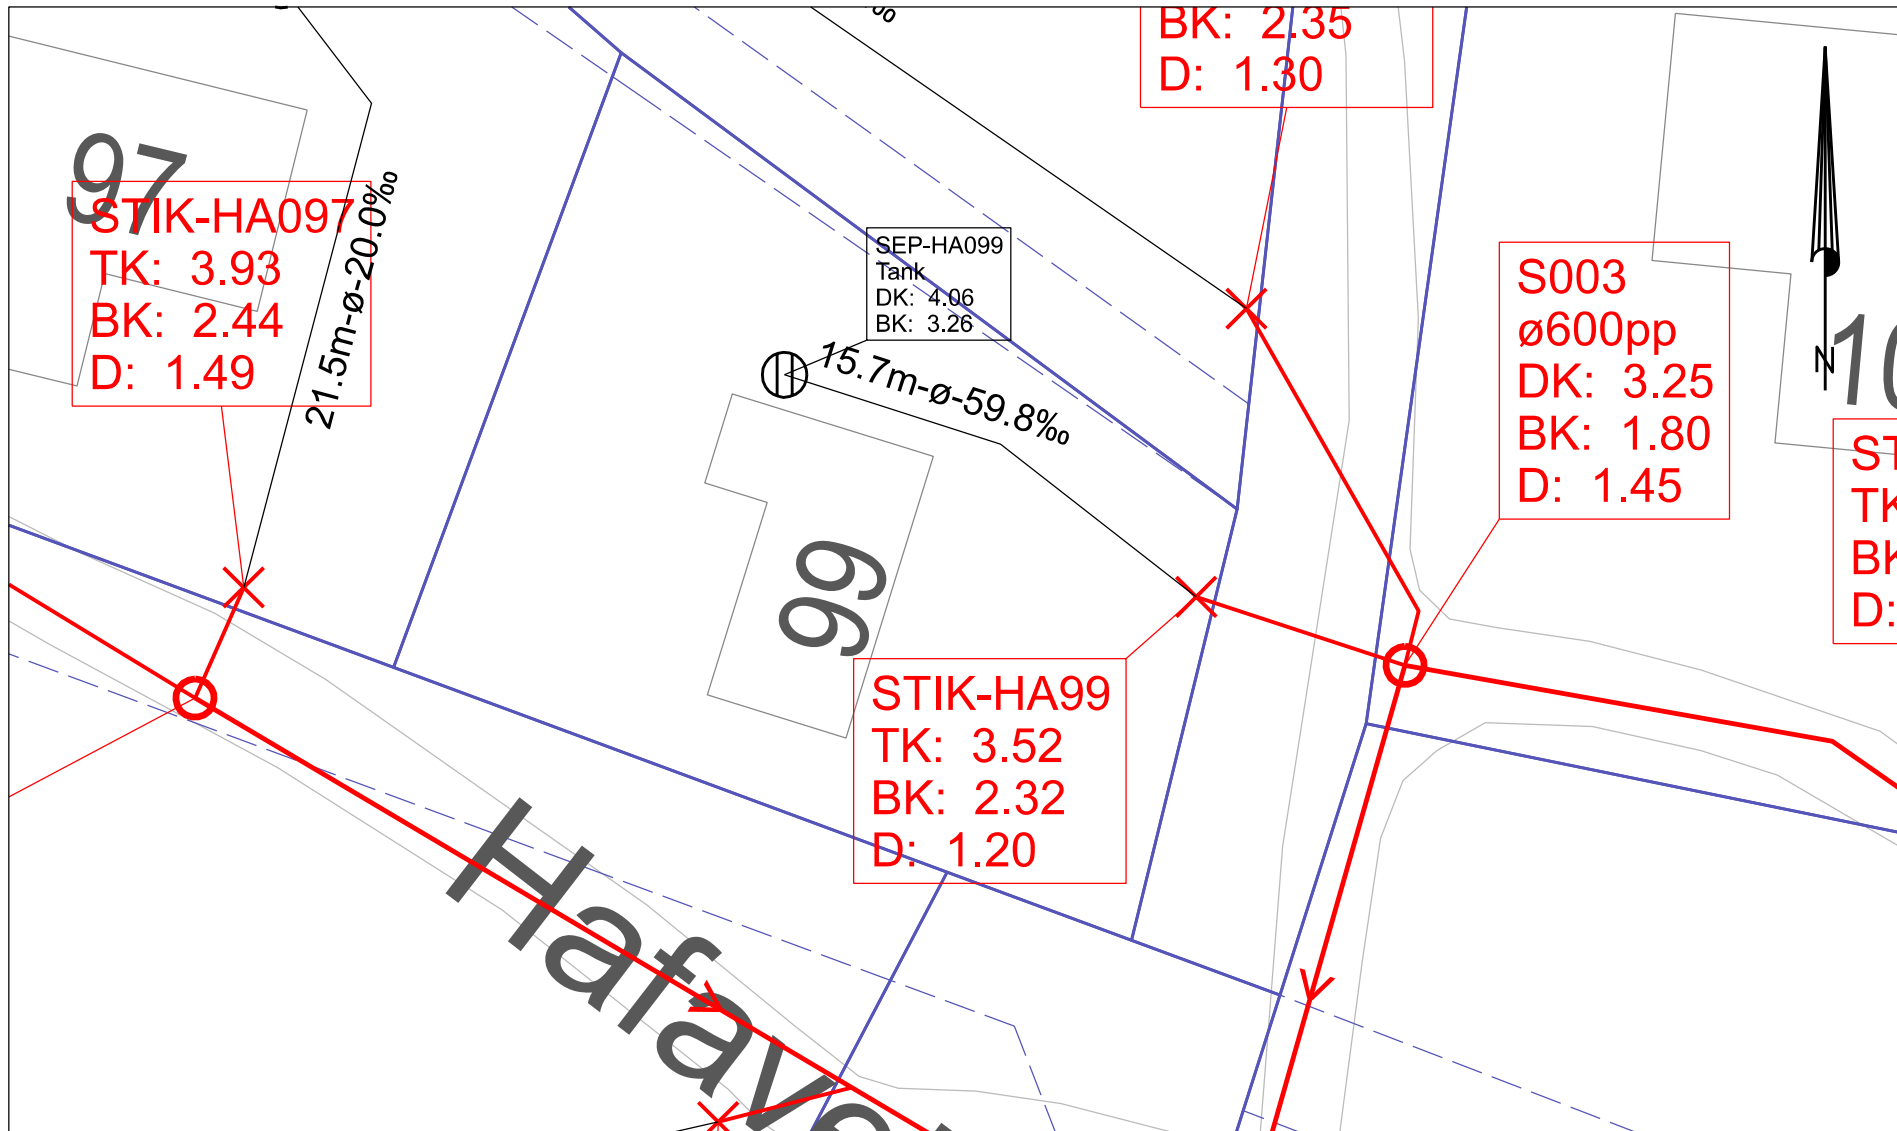 BK: 2.35
D: 1.30
97
STIK-HA097
TK: 3.93
BK: 2.44
D: 1.49
21.5m-ø-20.0‰
SEP-HA099
Tank
DK: 4.06
BK: 3.26
15.7m-ø-59.8‰
S003
ø600pp
DK: 3.25
BK: 1.80
D: 1.45
N
99
STIK-HA99
TK: 3.52
BK: 2.32
D: 1.20
D: